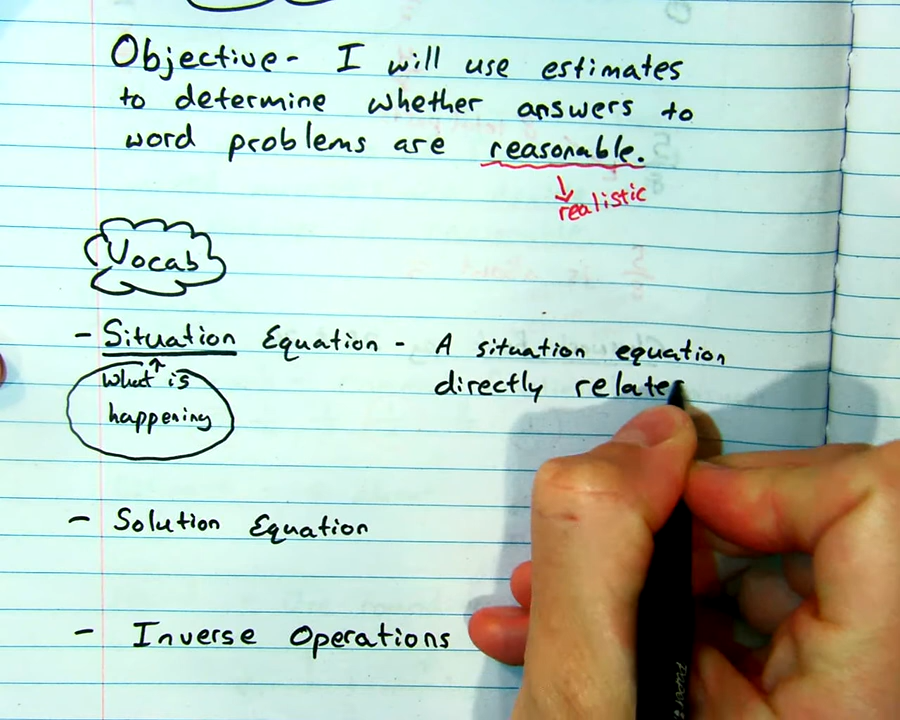 Objective - I will use estimates
to determine whether answers to
word problems are reasonable.
realistic
Vocab
- Situation Equation - A situation equation
directly relates
what is
happening
- Solution Equation
- Inverse Operations